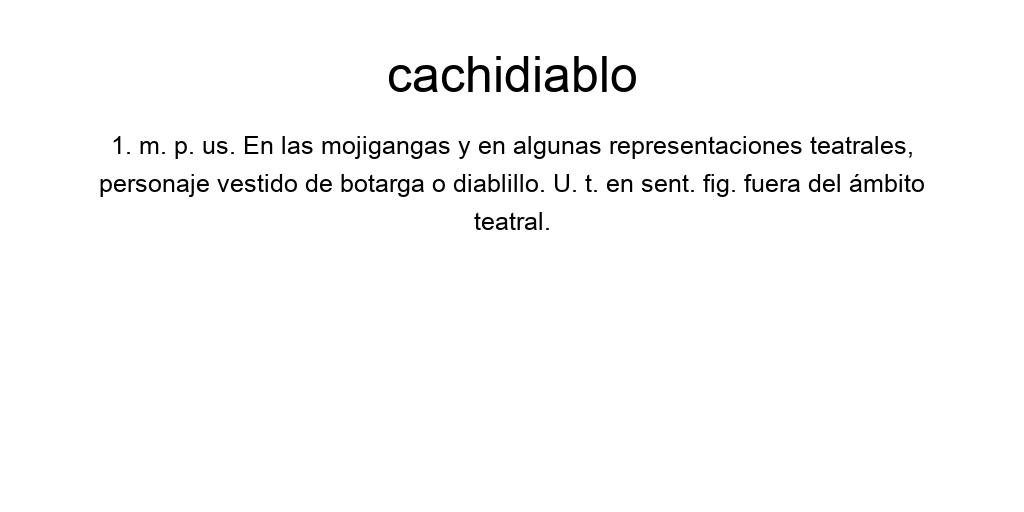 cachidiablo
1. m. p. us. En las mojigangas y en algunas representaciones teatrales,
personaje vestido de botarga o diablillo. U. t. en sent. fig. fuera del ámbito
teatral.